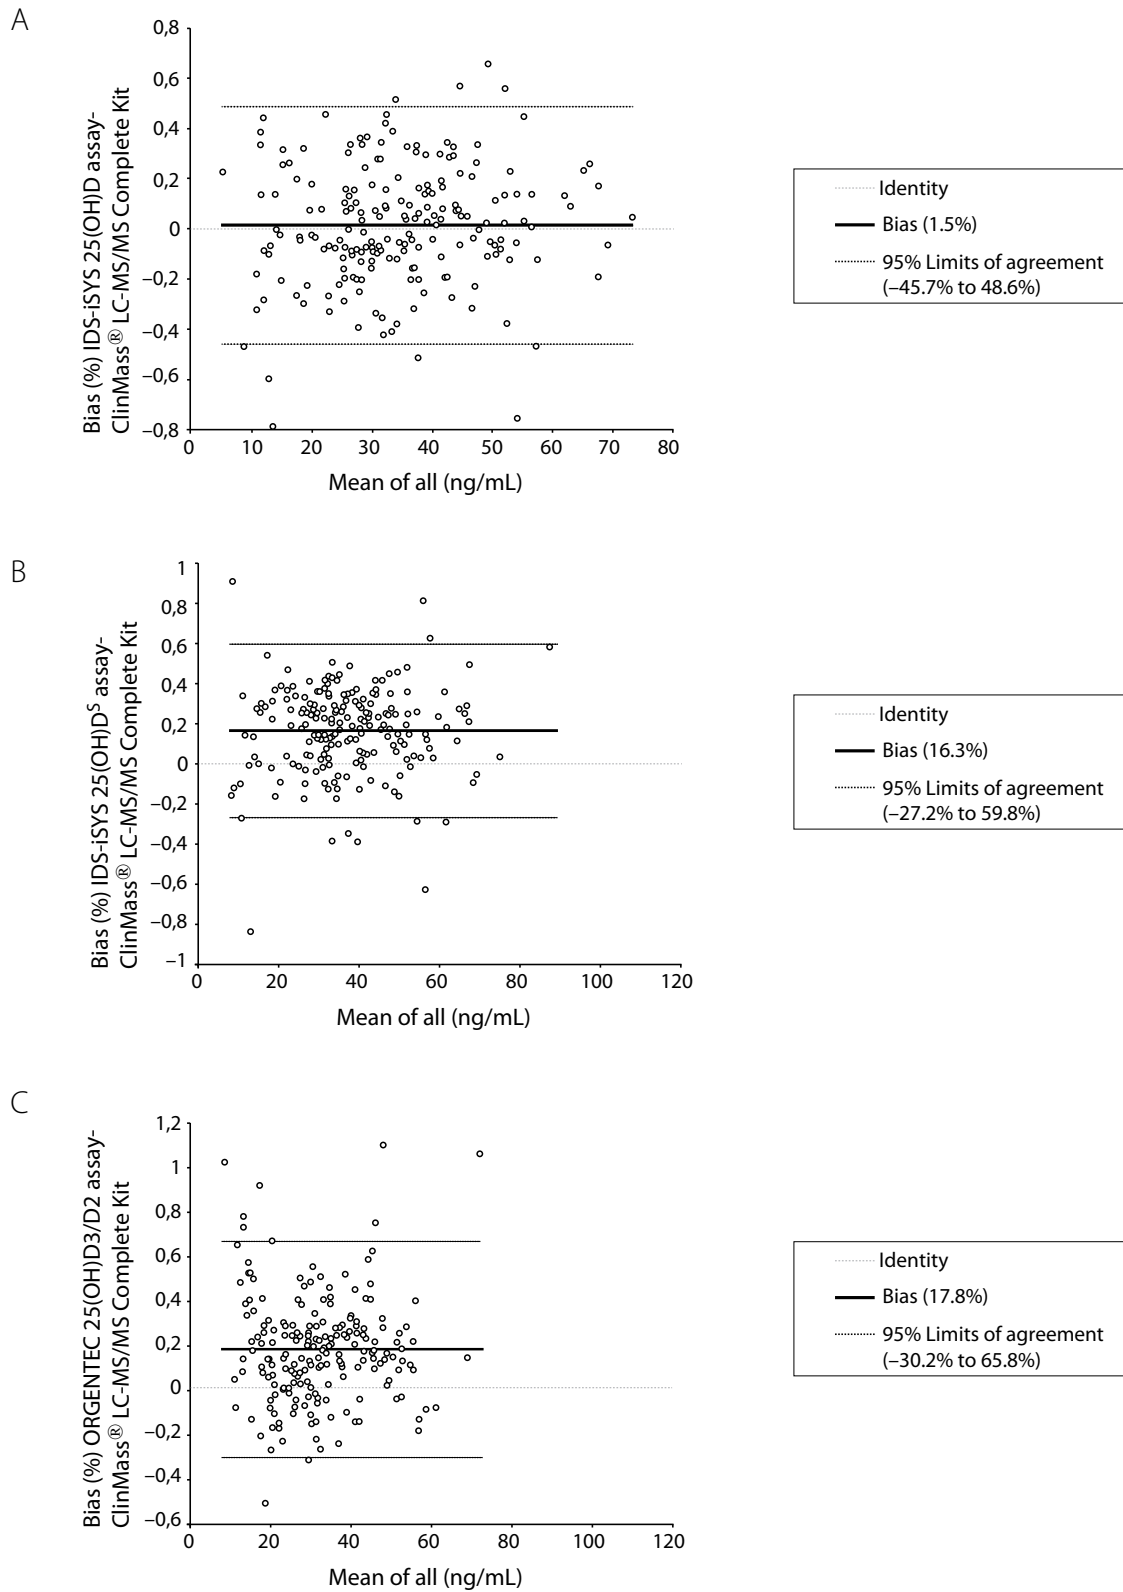 A
Bias (%) IDS-iSYS 25(OH)D assay-
ClinMass® LC-MS/MS Complete Kit
0,8
0,6
0,4
0,2
0
–0,2
–0,4
–0,6
–0,8
0 10 20 30 40 50 60 70 80
Mean of all (ng/mL)
Identity
Bias (1.5%)
95% Limits of agreement
(–45.7% to 48.6%)
B
Bias (%) IDS-iSYS 25(OH)Dˢ assay-
ClinMass® LC-MS/MS Complete Kit
1
0,8
0,6
0,4
0,2
0
–0,2
–0,4
–0,6
–0,8
–1
0 20 40 60 80 100 120
Mean of all (ng/mL)
Identity
Bias (16.3%)
95% Limits of agreement
(–27.2% to 59.8%)
C
Bias (%) ORGENTEC 25(OH)D3/D2 assay-
ClinMass® LC-MS/MS Complete Kit
1,2
1
0,8
0,6
0,4
0,2
0
–0,2
–0,4
–0,6
0 20 40 60 80 100 120
Mean of all (ng/mL)
Identity
Bias (17.8%)
95% Limits of agreement
(–30.2% to 65.8%)